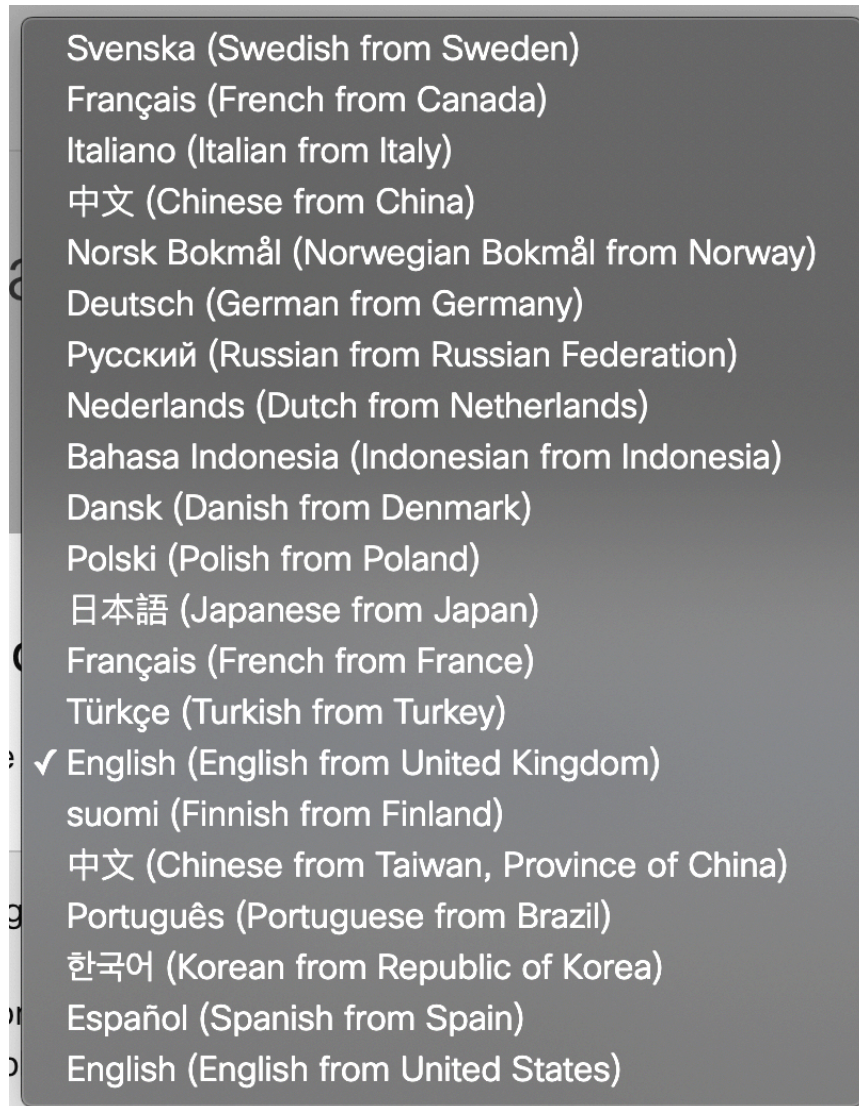 Svenska (Swedish from Sweden)
Français (French from Canada)
Italiano (Italian from Italy)
中文 (Chinese from China)
Norsk Bokmål (Norwegian Bokmål from Norway)
Deutsch (German from Germany)
Русский (Russian from Russian Federation)
Nederlands (Dutch from Netherlands)
Bahasa Indonesia (Indonesian from Indonesia)
Dansk (Danish from Denmark)
Polski (Polish from Poland)
日本語 (Japanese from Japan)
Français (French from France)
Türkçe (Turkish from Turkey)
✓ English (English from United Kingdom)
suomi (Finnish from Finland)
中文 (Chinese from Taiwan, Province of China)
Português (Portuguese from Brazil)
한국어 (Korean from Republic of Korea)
Español (Spanish from Spain)
English (English from United States)